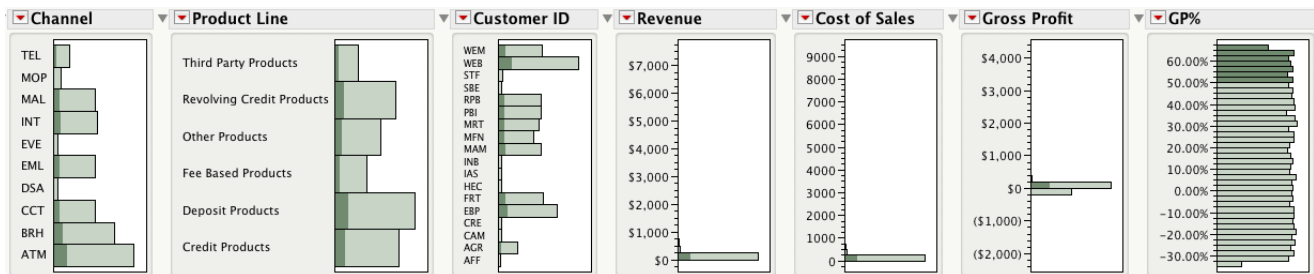 Channel
TEL
MOP
MAL
INT
EVE
EML
DSA
CCT
BRH
ATM
Product Line
Third Party Products
Revolving Credit Products
Other Products
Fee Based Products
Deposit Products
Credit Products
Customer ID
WEM
WEB
STF
SBE
RPB
PBI
MRT
MFN
MAM
INB
IAS
HEC
FRT
EBP
CRE
CAM
AGR
AFF
Revenue
$7,000
$6,000
$5,000
$4,000
$3,000
$2,000
$1,000
$0
Cost of Sales
9000
8000
7000
6000
5000
4000
3000
2000
1000
0
Gross Profit
$4,000
$3,000
$2,000
$1,000
$0
($1,000)
($2,000)
GP%
60.00%
50.00%
40.00%
30.00%
20.00%
10.00%
0.00%
-10.00%
-20.00%
-30.00%